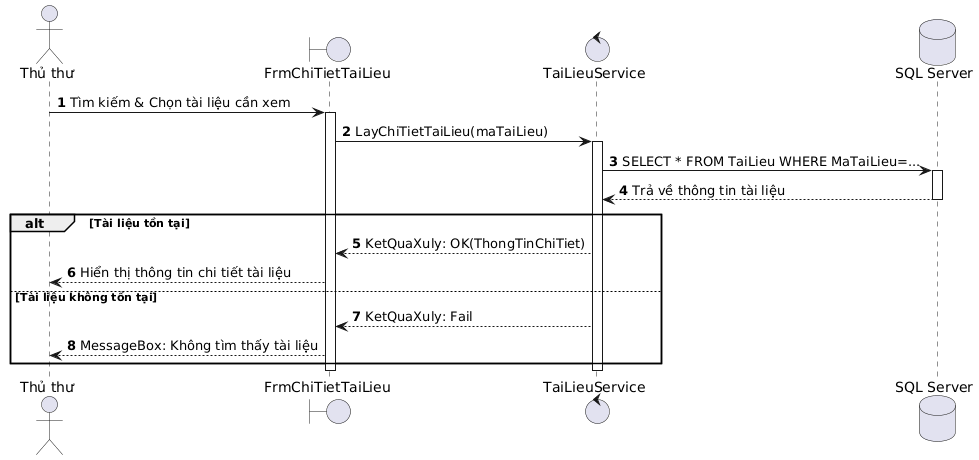 Thủ thư
FrmChiTietTaiLieu
TaiLieuService
SQL Server
1 Tìm kiếm & Chọn tài liệu cần xem
2 LayChiTietTaiLieu(maTaiLieu)
3 SELECT * FROM TaiLieu WHERE MaTaiLieu=...
4 Trả về thông tin tài liệu
alt [Tài liệu tồn tại]
5 KetQuaXuly: OK(ThongTinChiTiet)
6 Hiển thị thông tin chi tiết tài liệu
[Tài liệu không tồn tại]
7 KetQuaXuly: Fail
8 MessageBox: Không tìm thấy tài liệu
Thủ thư
FrmChiTietTaiLieu
TaiLieuService
SQL Server